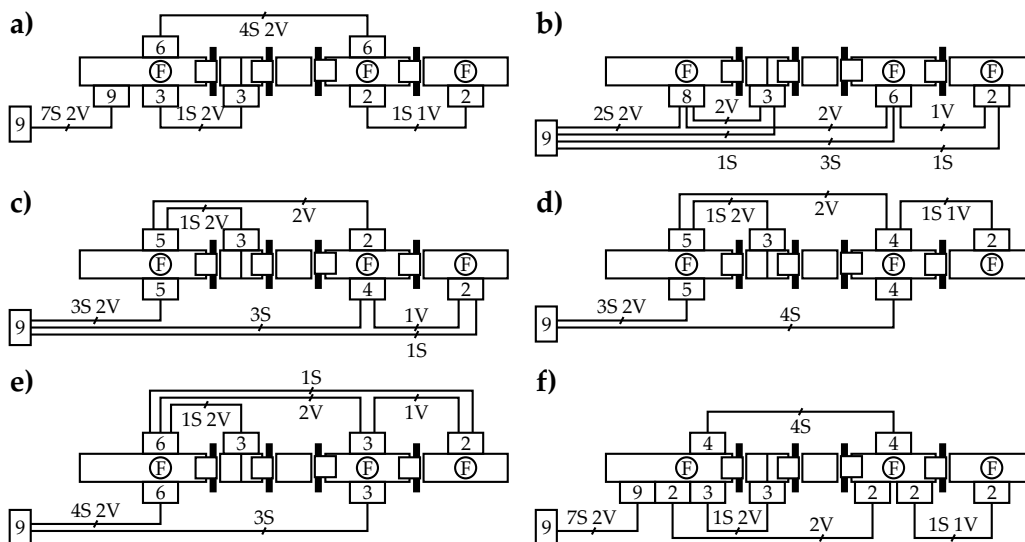 a)
4S 2V
6 6
F F F
9 3 3 2 2
9 7S 2V 1S 2V 1S 1V
b)
F F F
8 3 6 2
2S 2V 2V 2V 1V
9
1S 3S 1S
c)
2V
1S 2V
5 3 2
F F F
5 4 2
3S 2V 3S 1V
9
1S
d)
2V
1S 2V 1S 1V
5 3 4 2
F F F
5 4
3S 2V 4S
9
e)
1S
1S 2V 2V 1V
6 3 3 2
F F F
6 3
4S 2V 3S
9
f)
4S
4 4
F F F
9 2 3 3 2 2 2
9 7S 2V 1S 2V 2V 1S 1V